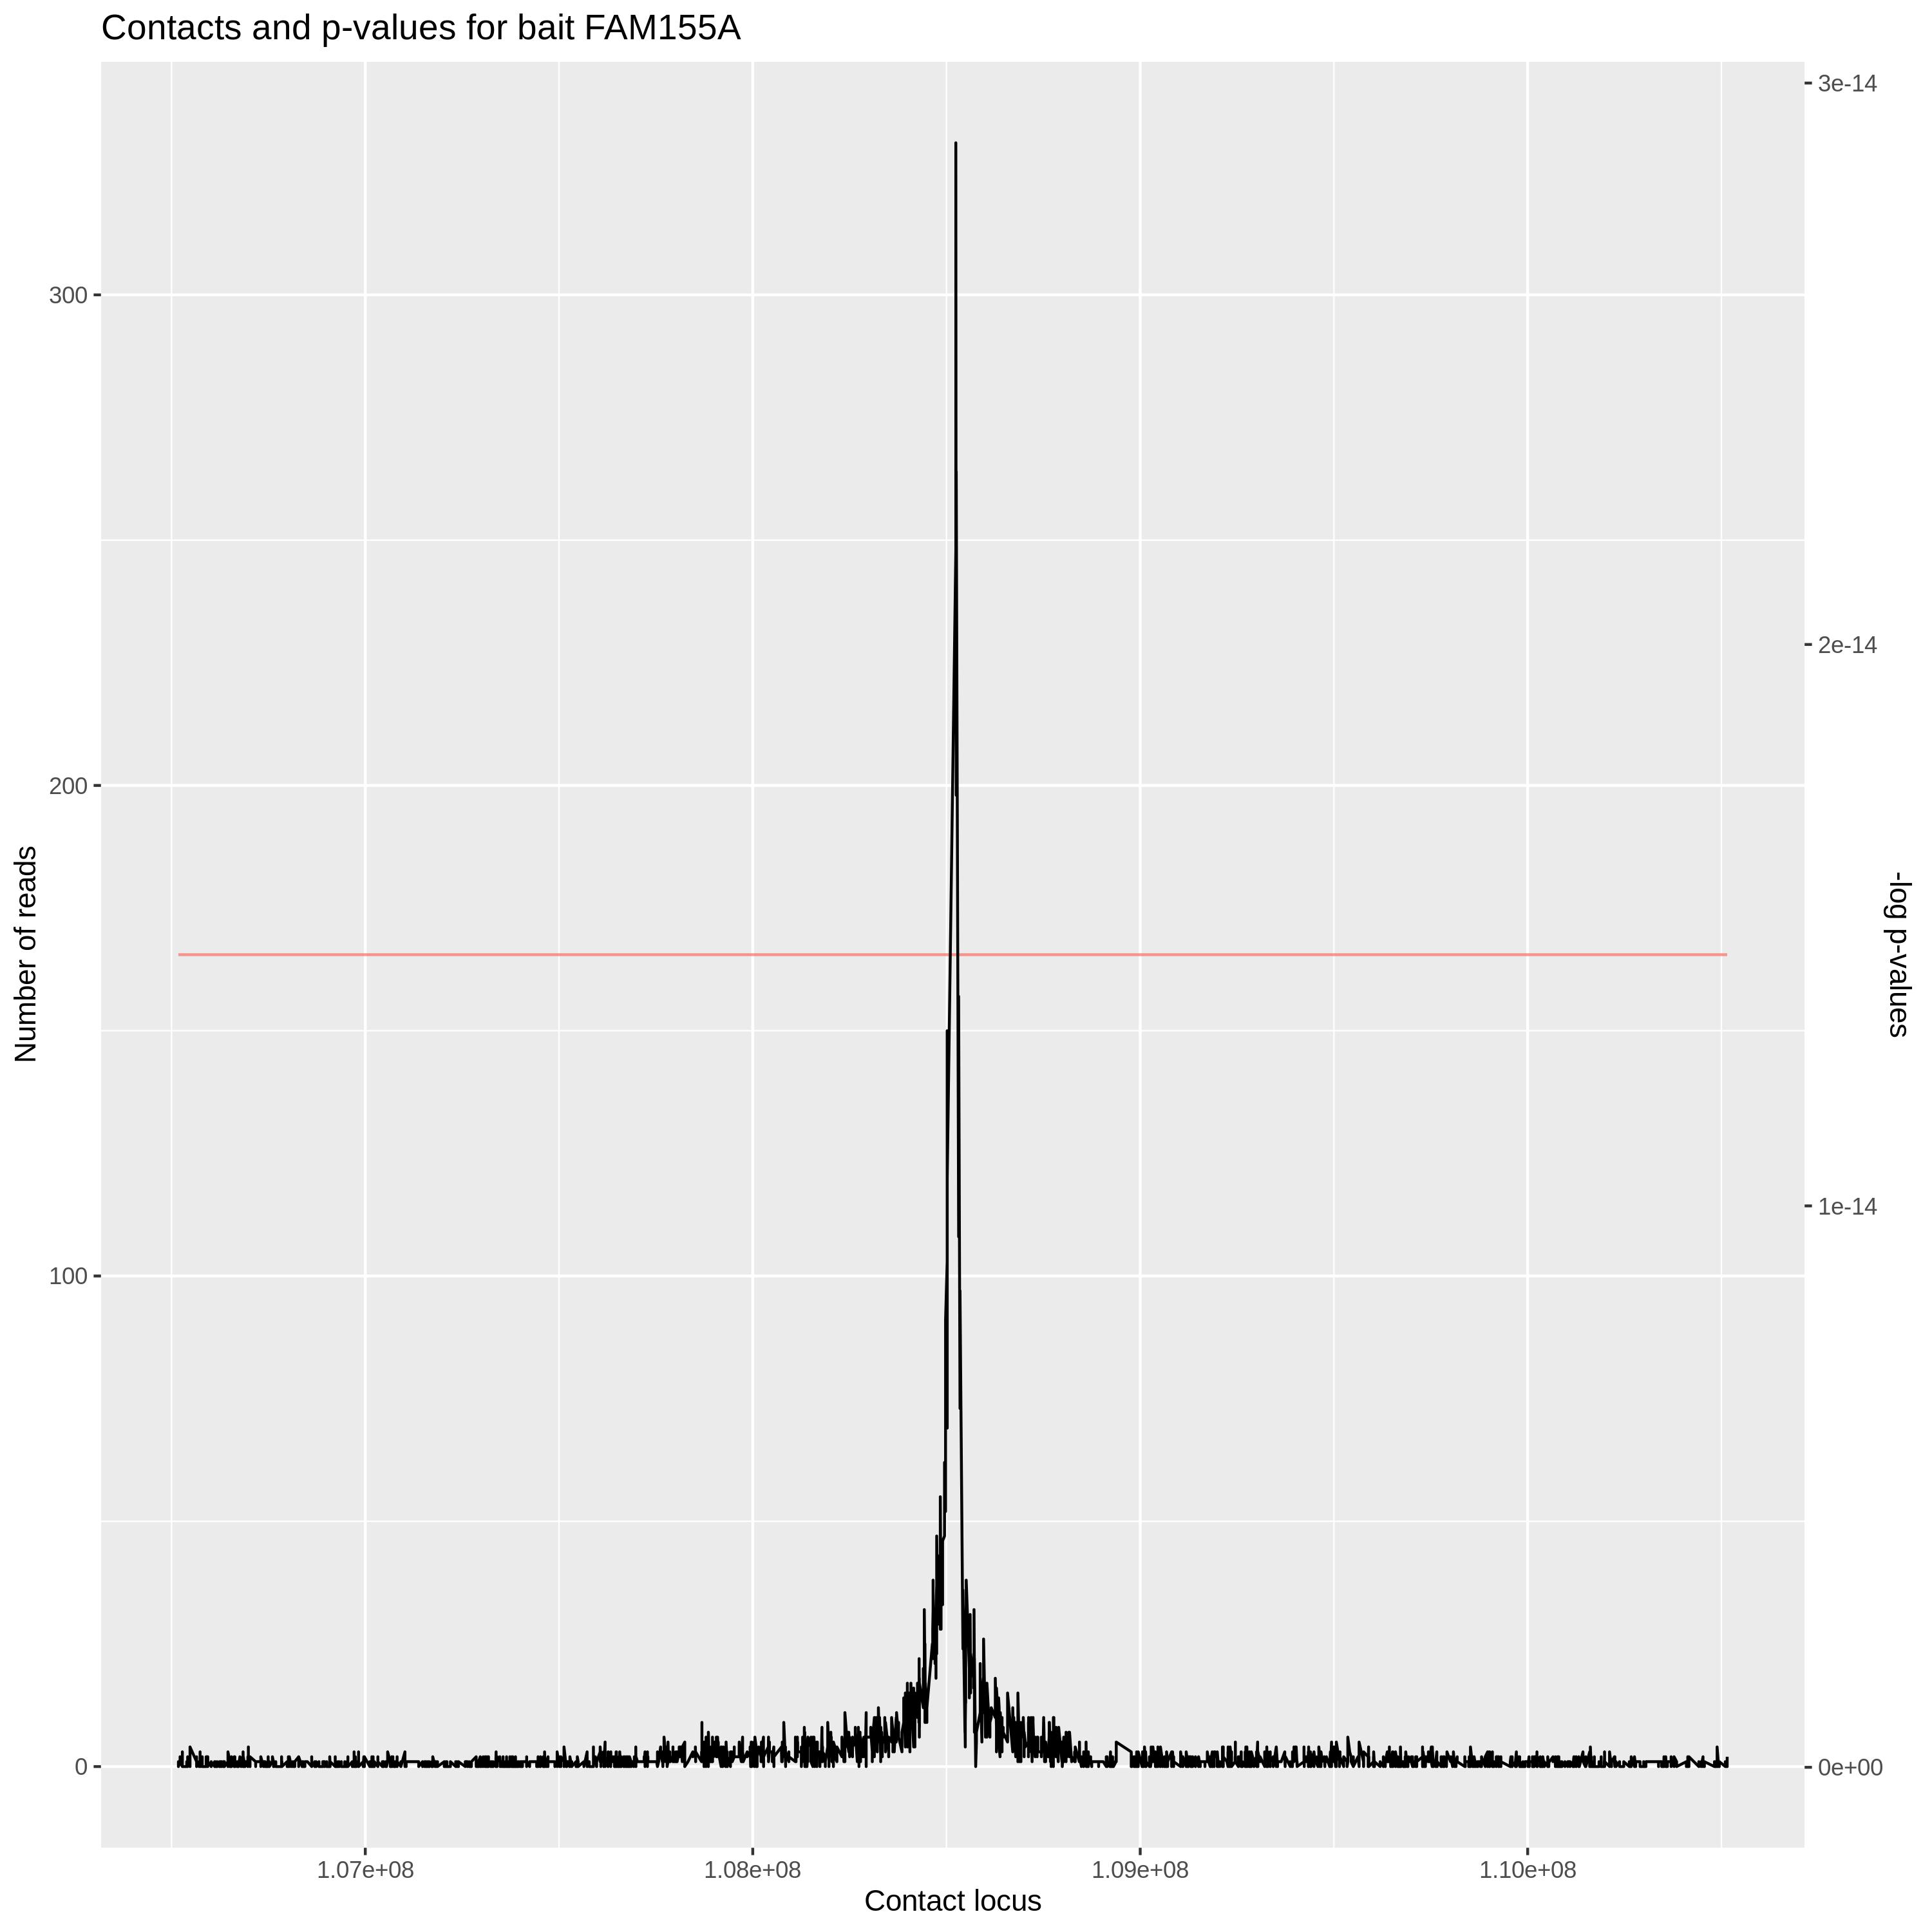 Contacts and p-values for bait FAM155A
3e-14
300
2e-14
200
Number of reads
-log p-values
1e-14
100
0
0e+00
1.07e+08
1.08e+08
1.09e+08
1.10e+08
Contact locus